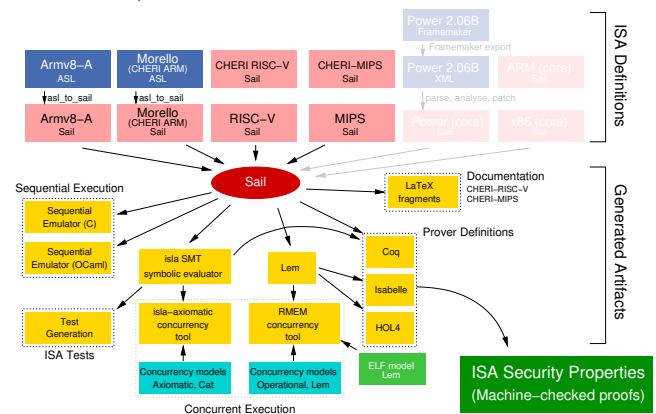 Power 2.06B
Framemaker
Framemaker export
Armv8−A
ASL
Morello
(CHERI ARM)
ASL
CHERI RISC−V
Sail
CHERI−MIPS
Sail
Power 2.06B
XML
ARM (core)
Sail
asl_to_sail
asl_to_sail
parse, analyse, patch
Armv8−A
Sail
Morello
(CHERI ARM)
Sail
RISC−V
Sail
MIPS
Sail
Power (core)
Sail
x86 (core)
Sail
ISA Definitions
Sail
Sequential Execution
Sequential
Emulator (C)
Sequential
Emulator (OCaml)
LaTeX
fragments
Documentation
CHERI−RISC−V
CHERI−MIPS
Prover Definitions
isla SMT
symbolic evaluator
Lem
Coq
Isabelle
HOL4
Generated Artifacts
Test
Generation
ISA Tests
isla−axiomatic
concurrency
tool
RMEM
concurrency
tool
Concurrency models
Axiomatic, Cat
Concurrency models
Operational, Lem
ELF model
Lem
Concurrent Execution
ISA Security Properties
(Machine−checked proofs)